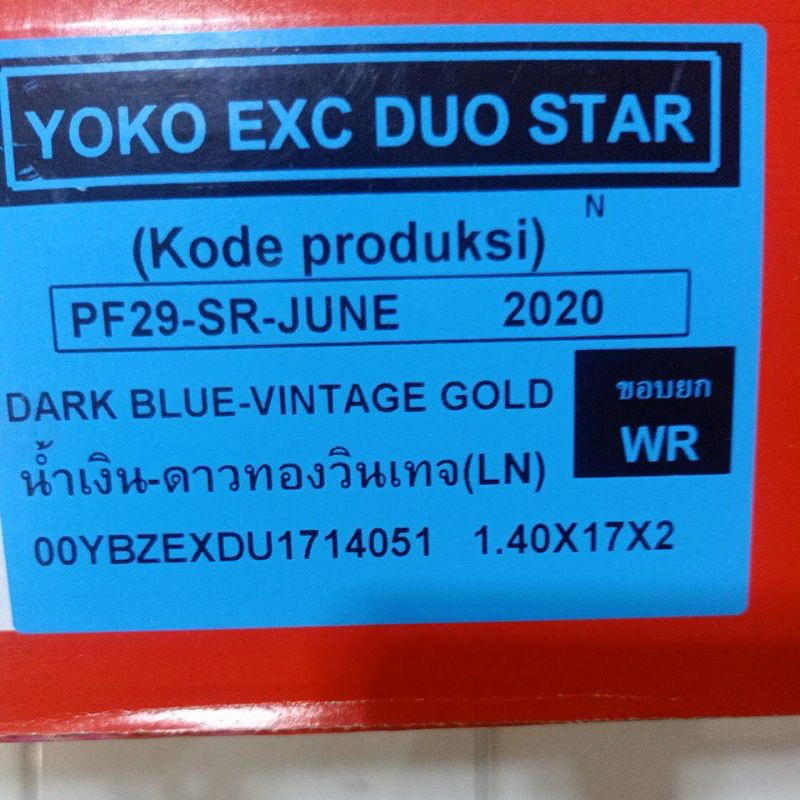 YOKO EXC DUO STAR
N
(Kode produksi)
PF29-SR-JUNE 2020
DARK BLUE-VINTAGE GOLD
ขอบยก
WR
น้ำเงิน-ดาวทองวินเทจ(LN)
00YBZEXDU1714051 1.40X17X2